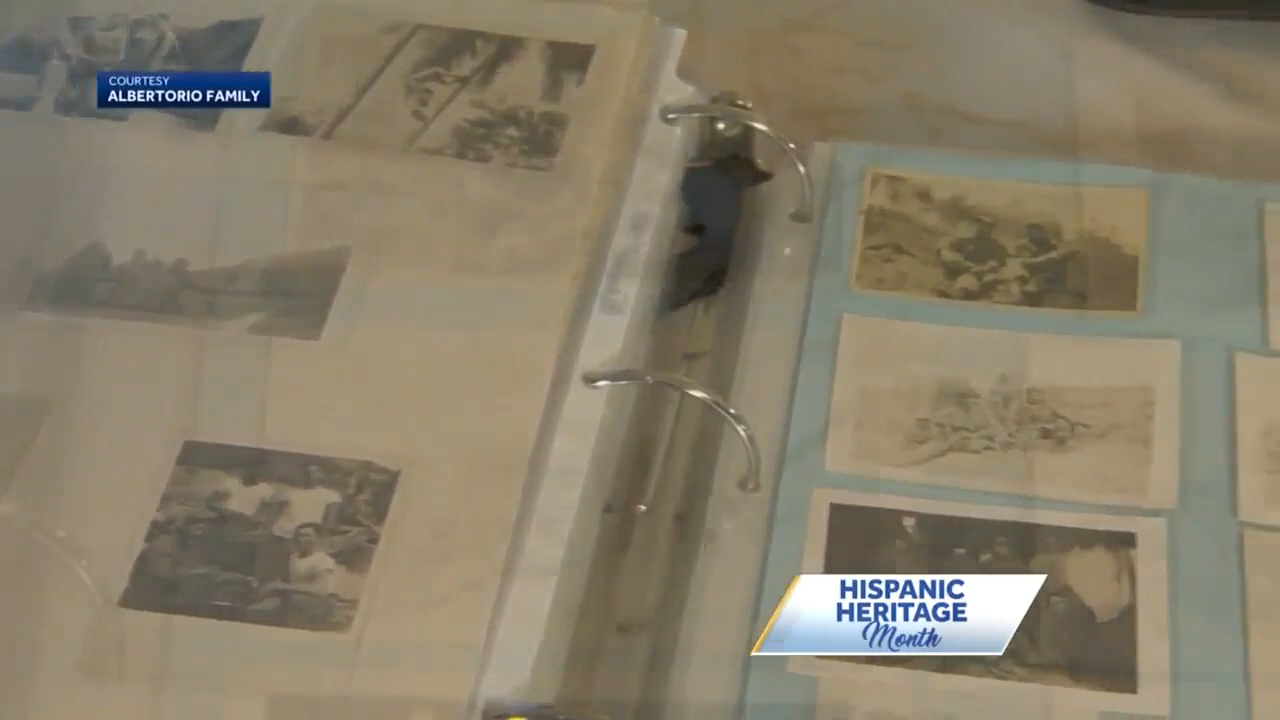 COURTESY
ALBERTORIO FAMILY
HISPANIC
HERITAGE
Month